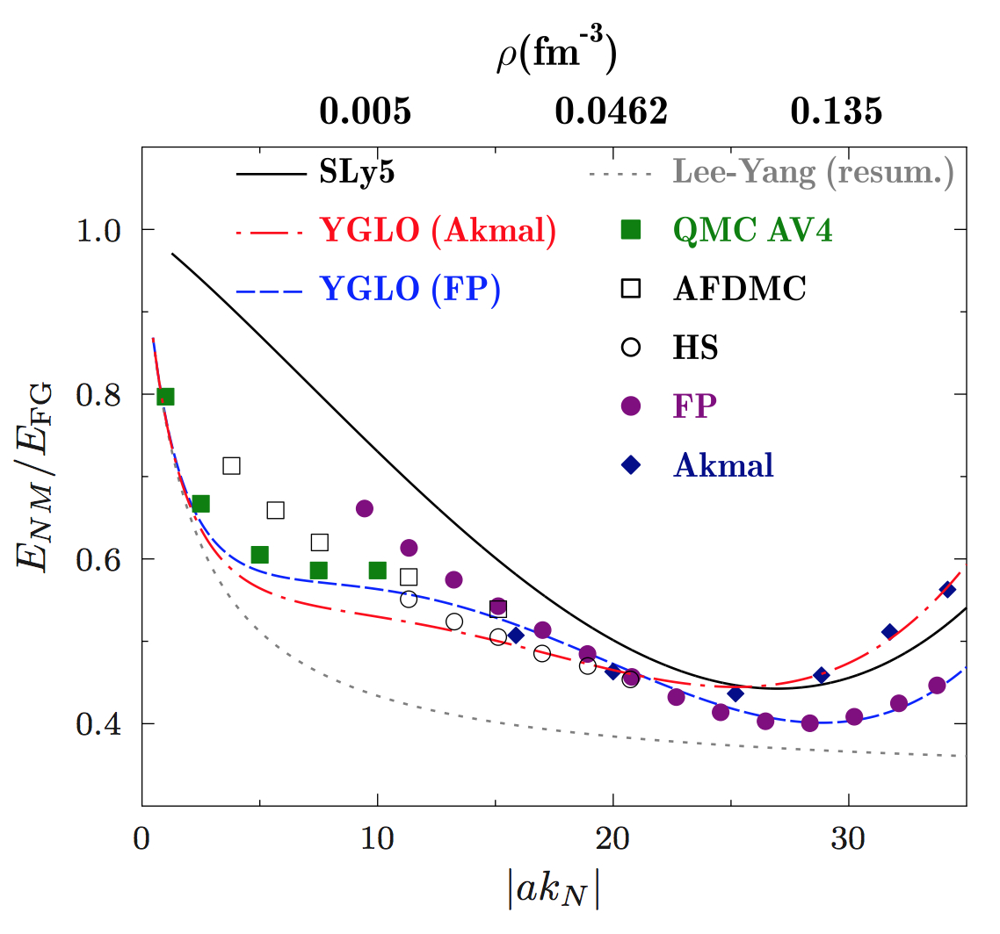 ρ(fm⁻³)
0.005 0.0462 0.135
SLy5 Lee-Yang (resum.)
YGLO (Akmal) QMC AV4
YGLO (FP) AFDMC
HS
FP
Akmal
1.0
0.8
0.6
0.4
E_NM/E_FG
0 10 20 30
|ak_N|